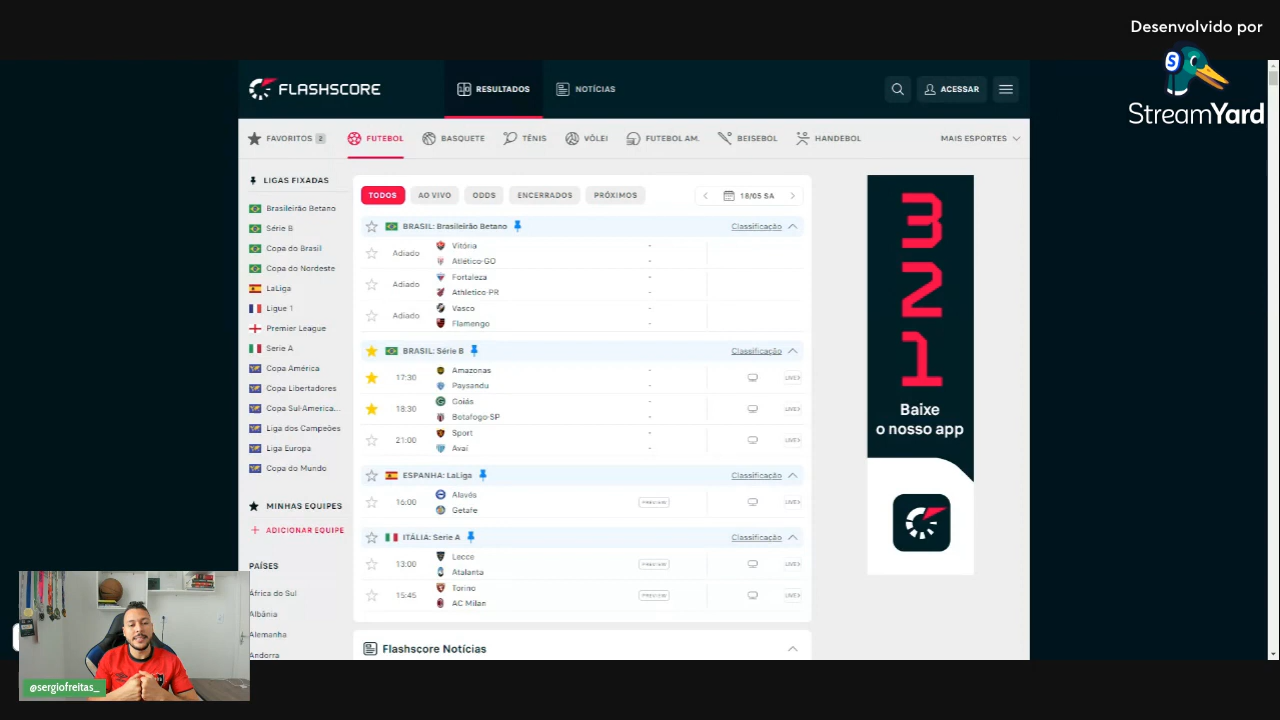 Desenvolvido por
StreamYard
FLASHSCORE
RESULTADOS
NOTÍCIAS
ACESSAR
FAVORITOS 2
FUTEBOL
BASQUETE
TÊNIS
VÔLEI
FUTEBOL AM.
BEISEBOL
HANDEBOL
MAIS ESPORTES
LIGAS FIXADAS
Brasileirão Betano
Série B
Copa do Brasil
Copa do Nordeste
LaLiga
Ligue 1
Premier League
Serie A
Copa América
Copa Libertadores
Copa Sul-America...
Liga dos Campeões
Liga Europa
Copa do Mundo
MINHAS EQUIPES
+ ADICIONAR EQUIPE
PAÍSES
África do Sul
Albânia
Alemanha
Andorra
TODOS
AO VIVO
ODDS
ENCERRADOS
PRÓXIMOS
18/05 SA
BRASIL: Brasileirão Betano
Classificação
Adiado
Vitória -
Atlético-GO -
Adiado
Fortaleza -
Athletico-PR -
Adiado
Vasco -
Flamengo -
BRASIL: Série B
Classificação
17:30
Amazonas -
Paysandu -
18:30
Goiás -
Botafogo-SP -
21:00
Sport -
Avaí -
ESPANHA: LaLiga
Classificação
16:00
Alavés
Getafe
PREVIEW
ITÁLIA: Serie A
Classificação
13:00
Lecce
Atalanta
PREVIEW
15:45
Torino
AC Milan
PREVIEW
Flashscore Notícias
3
2
1
Baixe
o nosso app
@sergiofreitas_